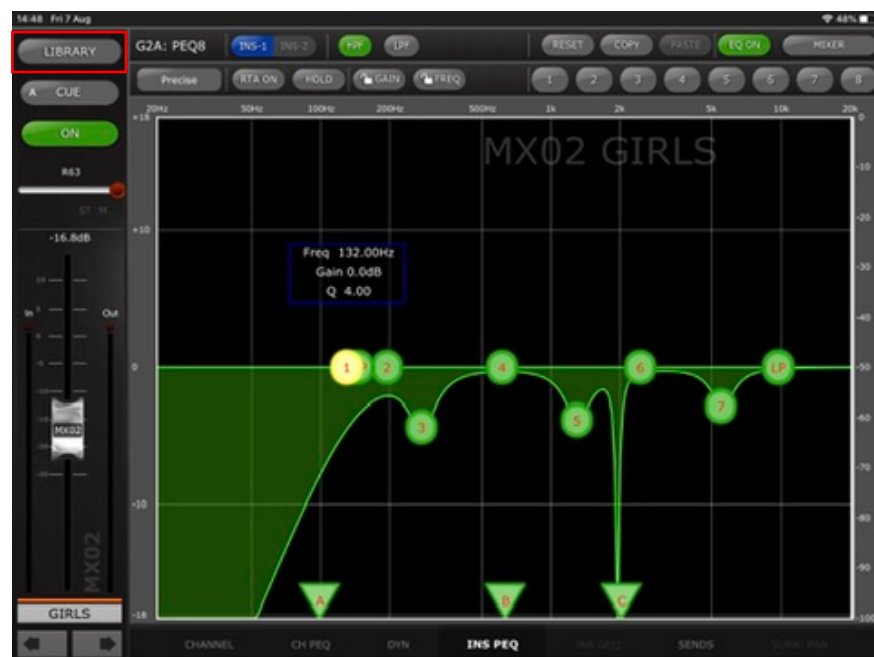 14:48 Fri 7 Aug 48%
LIBRARY G2A: PEQ8 INS-1 INS-2 HPF LPF RESET COPY PASTE EQ ON MIXER
Precise RTA ON HOLD GAIN FREQ 1 2 3 4 5 6 7 8
A CUE
20Hz 50Hz 100Hz 200Hz 500Hz 1K 2k 5k 10k 20k
+18 0
ON
MX02 GIRLS
R63
-10
ST M
-20
+10
-16.8dB
Freq 132.00Hz
Gain 0.0dB
Q 4.00
-30
10
In 5 Out
-40
0
0 1 2 4 6 LP -50
3 5 7
-60
MX02
-70
-10 -80
MX02
-90
A B C
GIRLS
-18 -100
CHANNEL CH PEQ DYN INS PEQ INS GEQ SENDS SURR. PAN